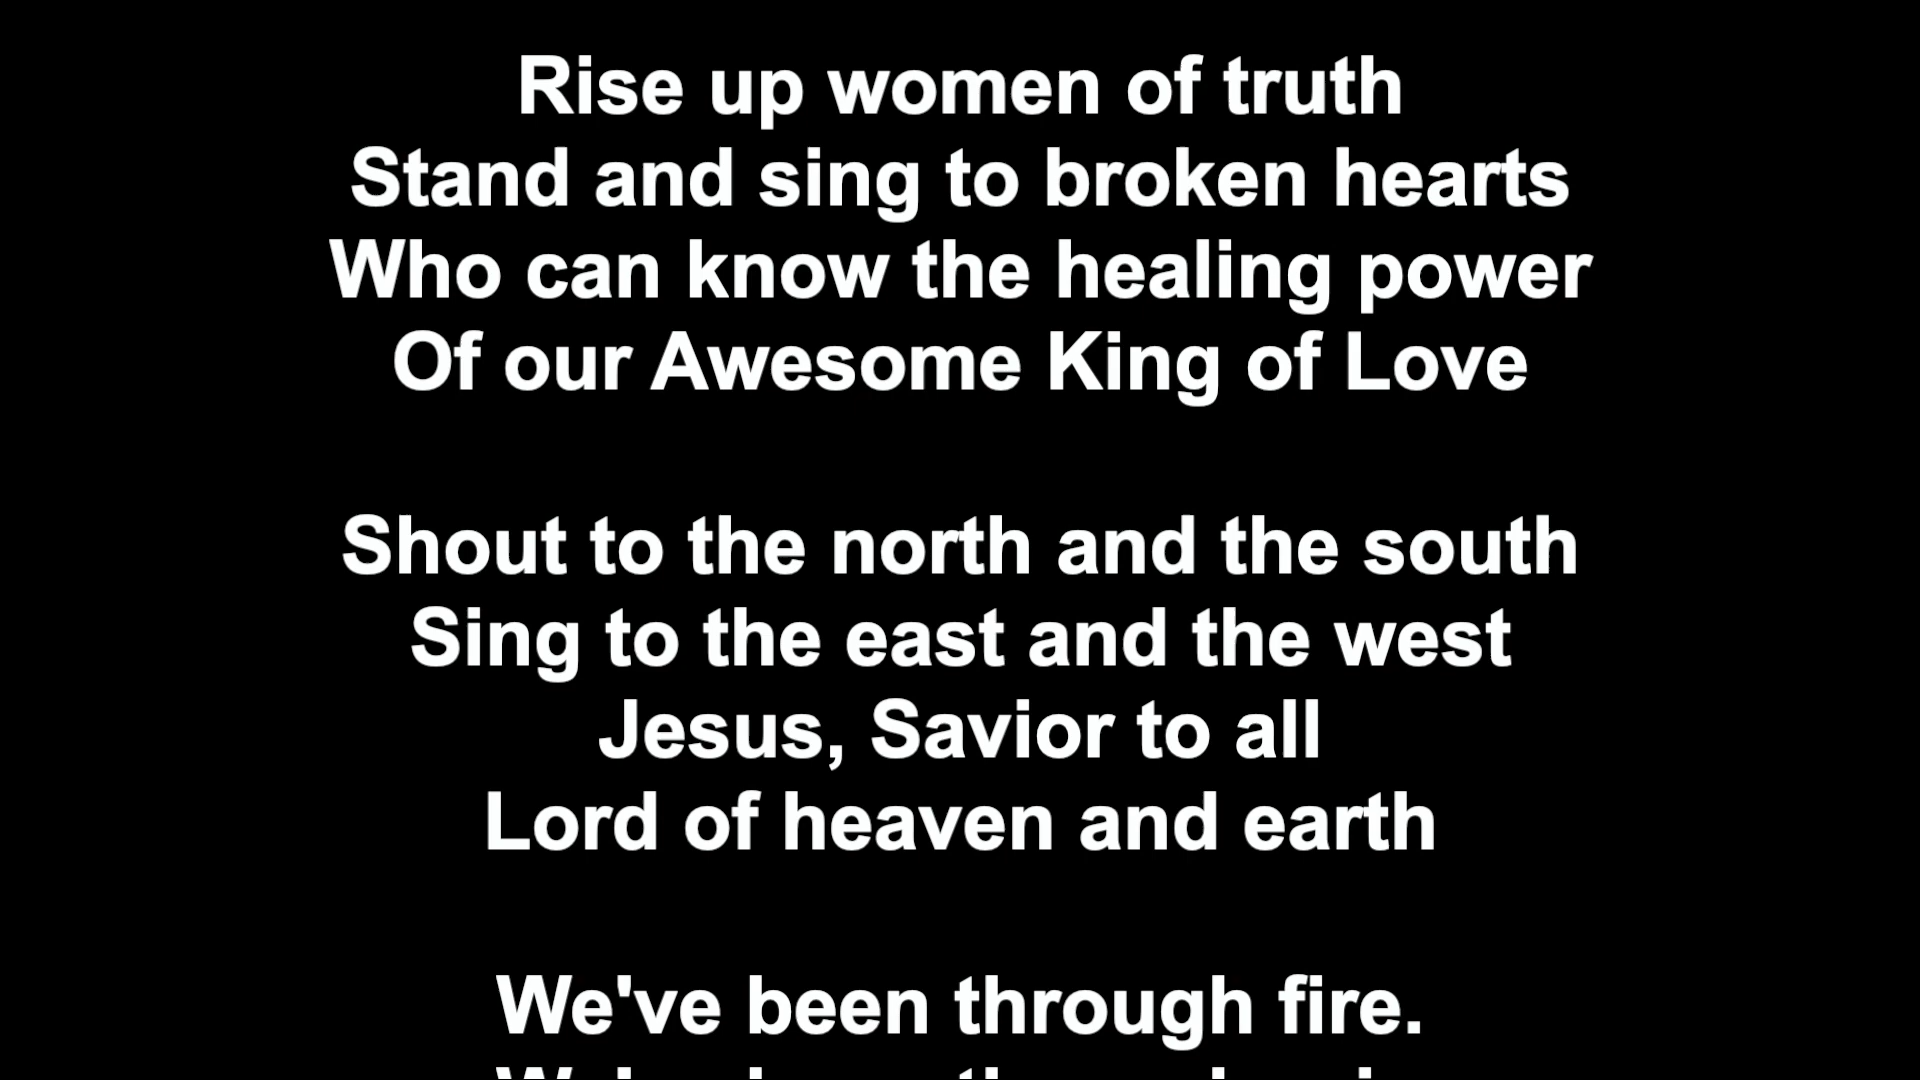 Rise up women of truth
Stand and sing to broken hearts
Who can know the healing power
Of our Awesome King of Love
Shout to the north and the south
Sing to the east and the west
Jesus, Savior to all
Lord of heaven and earth
We've been through fire.